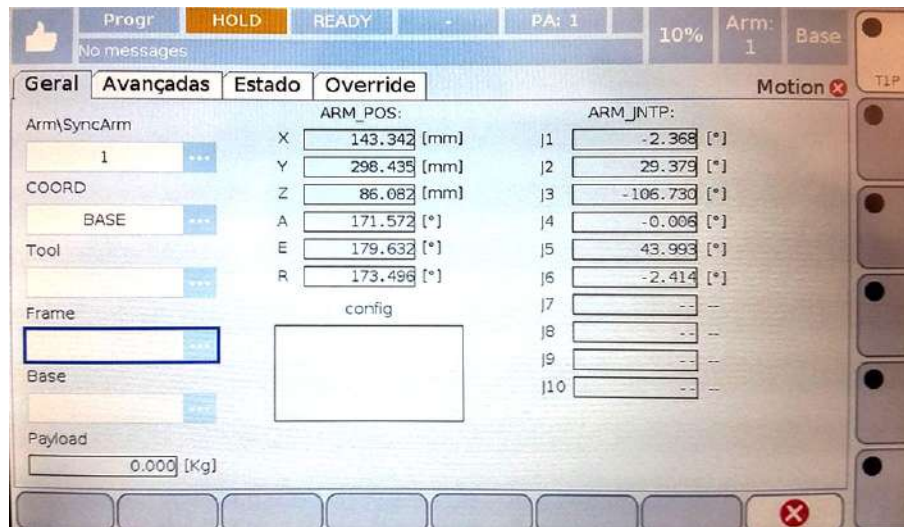 Progr HOLD READY - PA: 1 10% Arm: 1 Base
No messages
T1P
Geral Avançadas Estado Override Motion
Arm\SyncArm ARM_POS: ARM_JNTP:
1 ...
X 143.342 [mm] J1 -2.368 [°]
Y 298.435 [mm] J2 29.379 [°]
COORD Z 86.082 [mm] J3 -106.730 [°]
BASE ... A 171.572 [°] J4 -0.006 [°]
Tool E 179.632 [°] J5 43.993 [°]
... R 173.496 [°] J6 -2.414 [°]
Frame config J7 -- --
... J8 -- --
J9 -- --
Base J10 -- --
...
Payload
0.000 [Kg]